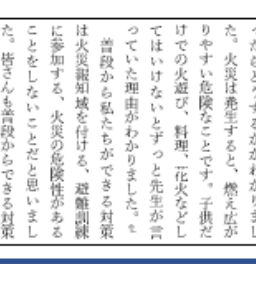 た。火災は発生すると、燃え広が
りやすい危険なことです。子供だ
けでの火遊び、料理、花火などし
てはいけないとずっと先生が言
っていた理由がわかりました。
普段から私たちができる対策
は火災報知域を付ける、避難訓練
に参加する、火災の危険性がある
ことをしないことだと思いまし
た。皆さんも普段からできる対策